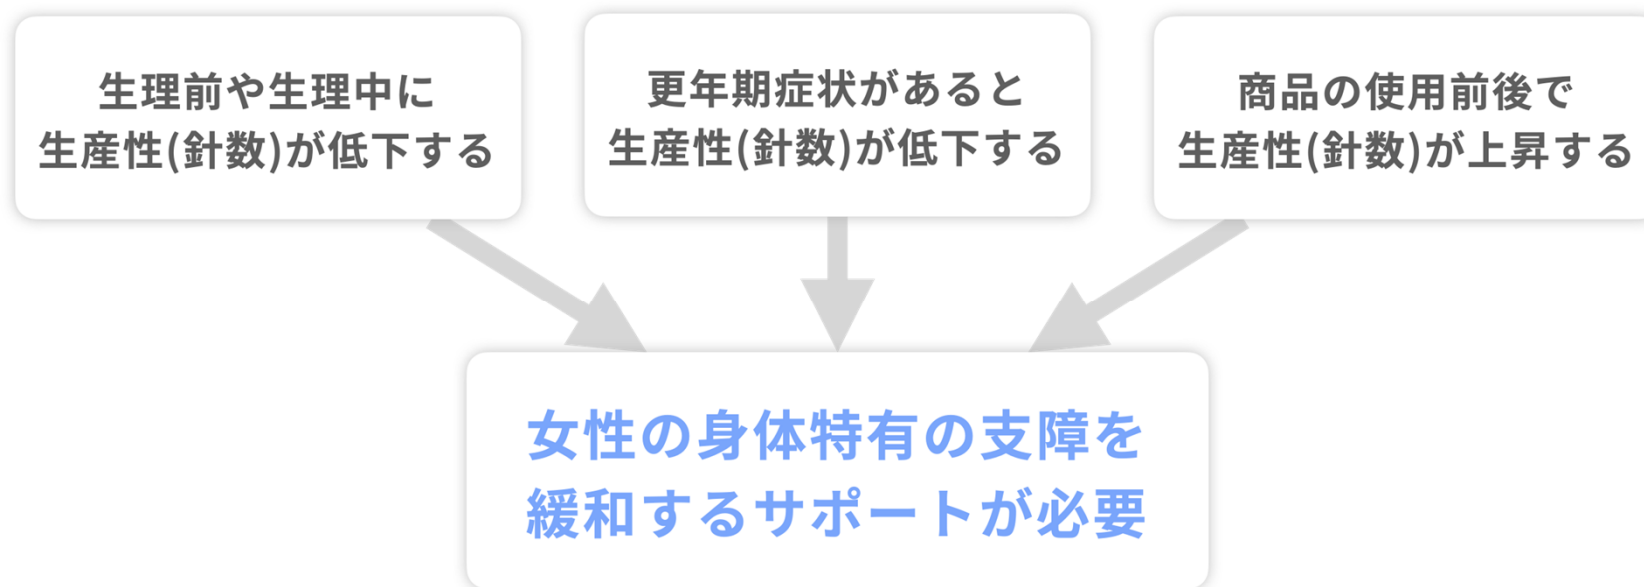 生理前や生理中に
生産性(針数)が低下する
更年期症状があると
生産性(針数)が低下する
商品の使用前後で
生産性(針数)が上昇する
女性の身体特有の支障を
緩和するサポートが必要